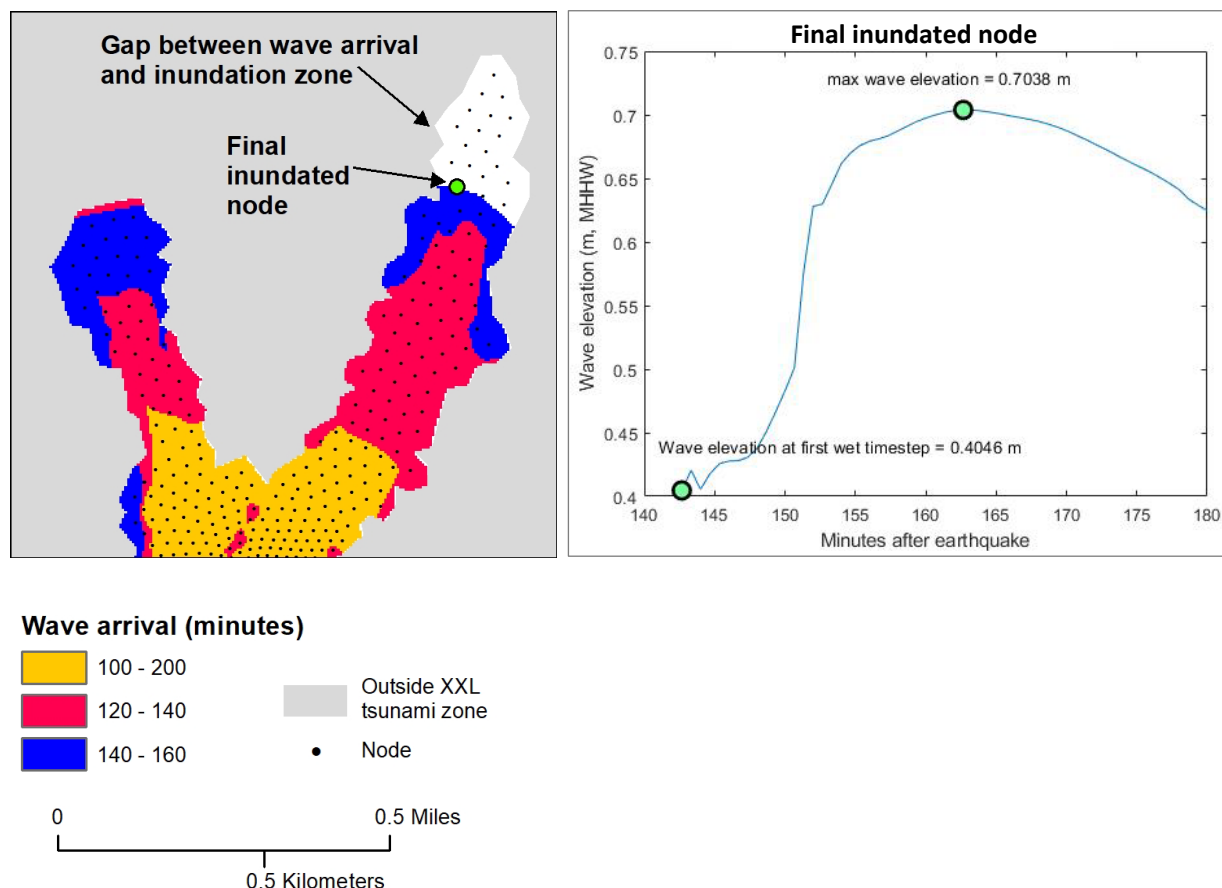 Gap between wave arrival
and inundation zone
Final
inundated
node
Final inundated node
max wave elevation = 0.7038 m
Wave elevation at first wet timestep = 0.4046 m
Wave elevation (m, MHHW)
0.75
0.7
0.65
0.6
0.55
0.5
0.45
0.4
140 145 150 155 160 165 170 175 180
Minutes after earthquake
Wave arrival (minutes)
100 - 200
120 - 140
140 - 160
Outside XXL
tsunami zone
Node
0 0.5 Miles
0.5 Kilometers